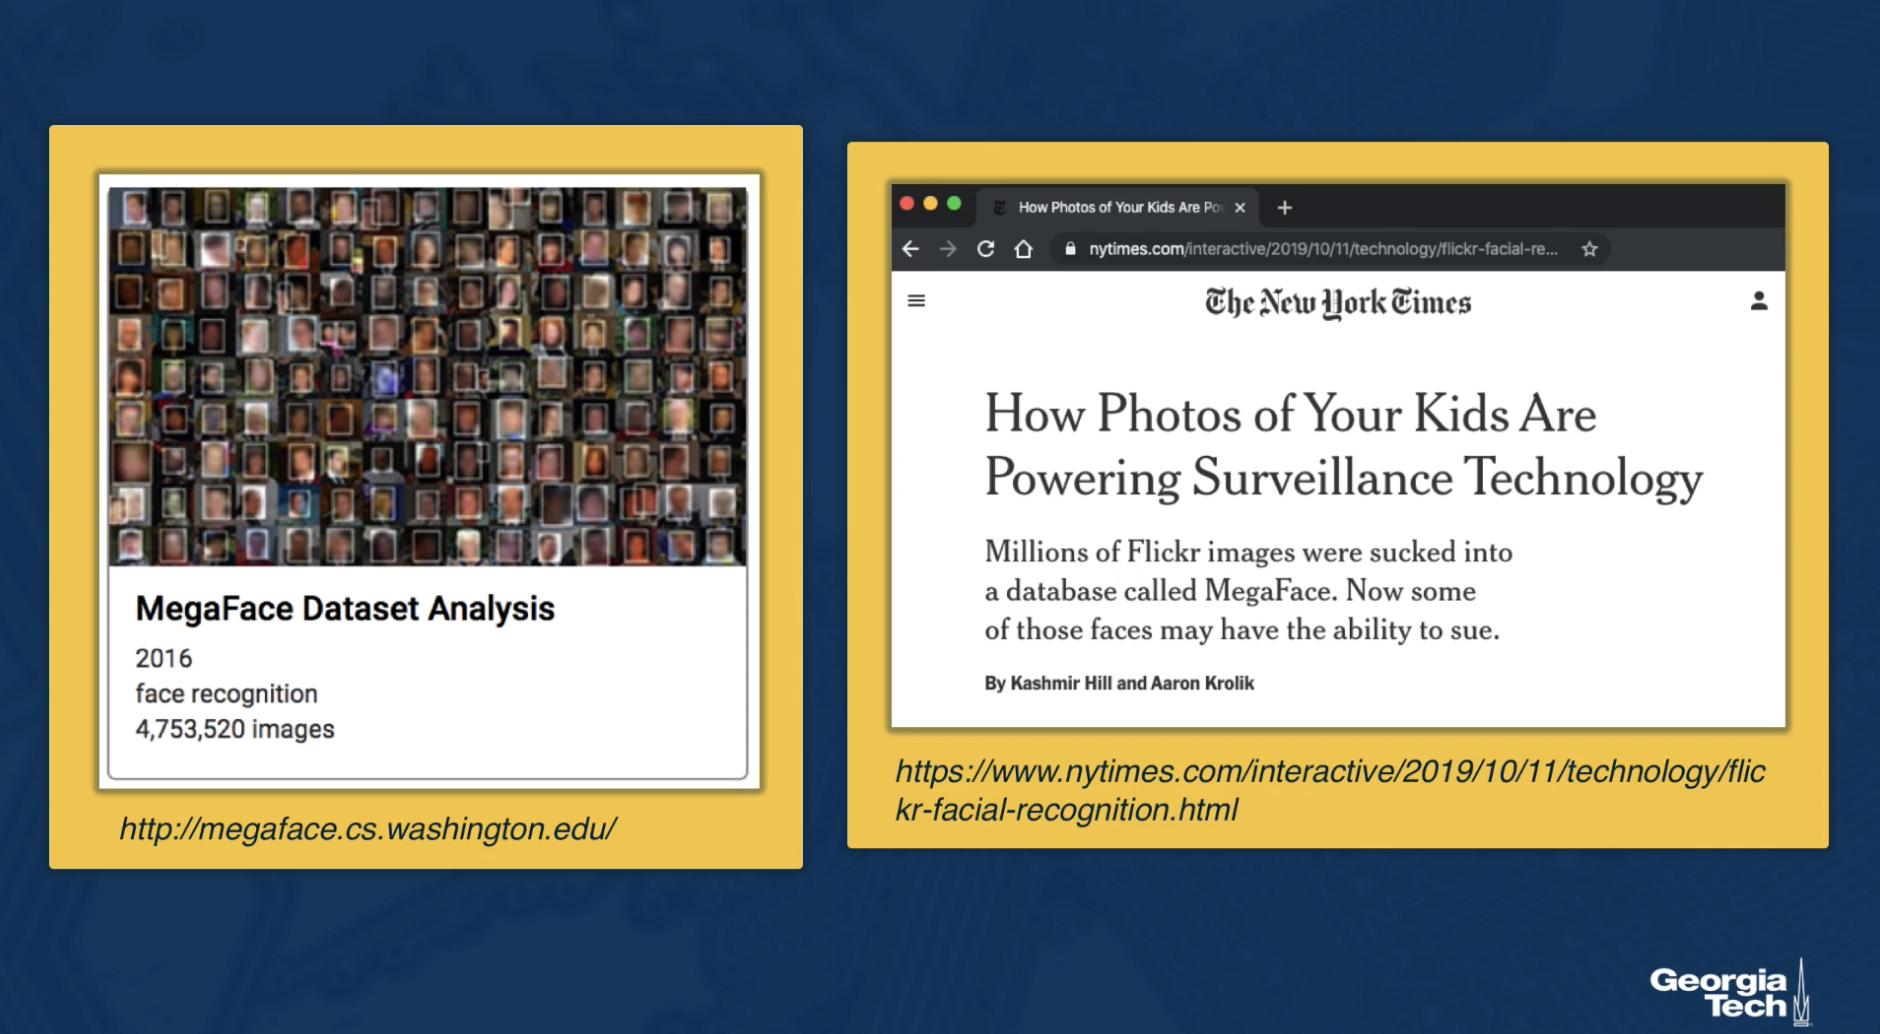 MegaFace Dataset Analysis
2016
face recognition
4,753,520 images
http://megaface.cs.washington.edu/
How Photos of Your Kids Are Po
nytimes.com/interactive/2019/10/11/technology/flickr-facial-re...
The New York Times
How Photos of Your Kids Are
Powering Surveillance Technology
Millions of Flickr images were sucked into
a database called MegaFace. Now some
of those faces may have the ability to sue.
By Kashmir Hill and Aaron Krolik
https://www.nytimes.com/interactive/2019/10/11/technology/flic
kr-facial-recognition.html
Georgia
Tech